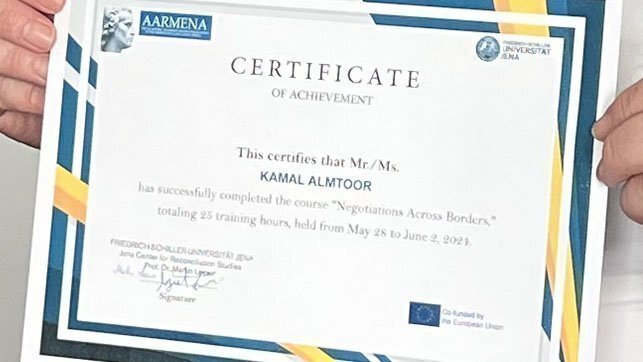 AARMENA
FRIEDRICH-SCHILLER-
UNIVERSITÄT
JENA
CERTIFICATE
OF ACHIEVEMENT
This certifies that Mr./Ms.
KAMAL ALMTOOR
has successfully completed the course "Negotiations Across Borders,"
totaling 25 training hours, held from May 28 to June 2, 2024.
FRIEDRICH-SCHILLER-UNIVERSITÄT JENA
Jena Center for Reconciliation Studies
Prof. Dr. Martin
Signature
Co-funded by
the European Union